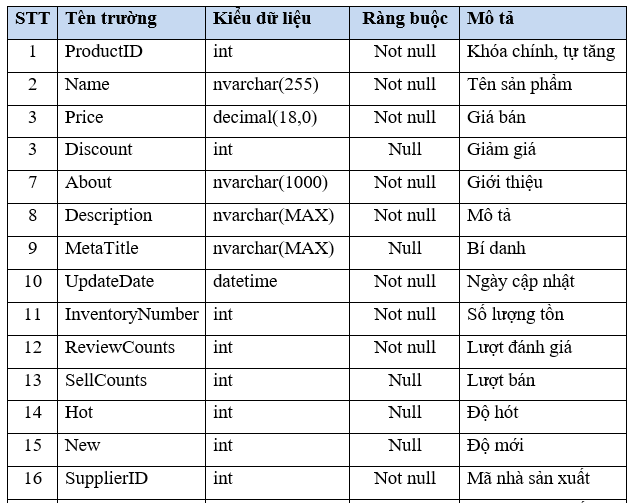 STT Tên trường Kiểu dữ liệu Ràng buộc Mô tả
1 ProductID int Not null Khóa chính, tự tăng
2 Name nvarchar(255) Not null Tên sản phẩm
3 Price decimal(18,0) Not null Giá bán
3 Discount int Null Giảm giá
7 About nvarchar(1000) Not null Giới thiệu
8 Description nvarchar(MAX) Not null Mô tả
9 MetaTitle nvarchar(MAX) Null Bí danh
10 UpdateDate datetime Not null Ngày cập nhật
11 InventoryNumber int Not null Số lượng tồn
12 ReviewCounts int Not null Lượt đánh giá
13 SellCounts int Null Lượt bán
14 Hot int Null Độ hót
15 New int Null Độ mới
16 SupplierID int Not null Mã nhà sản xuất